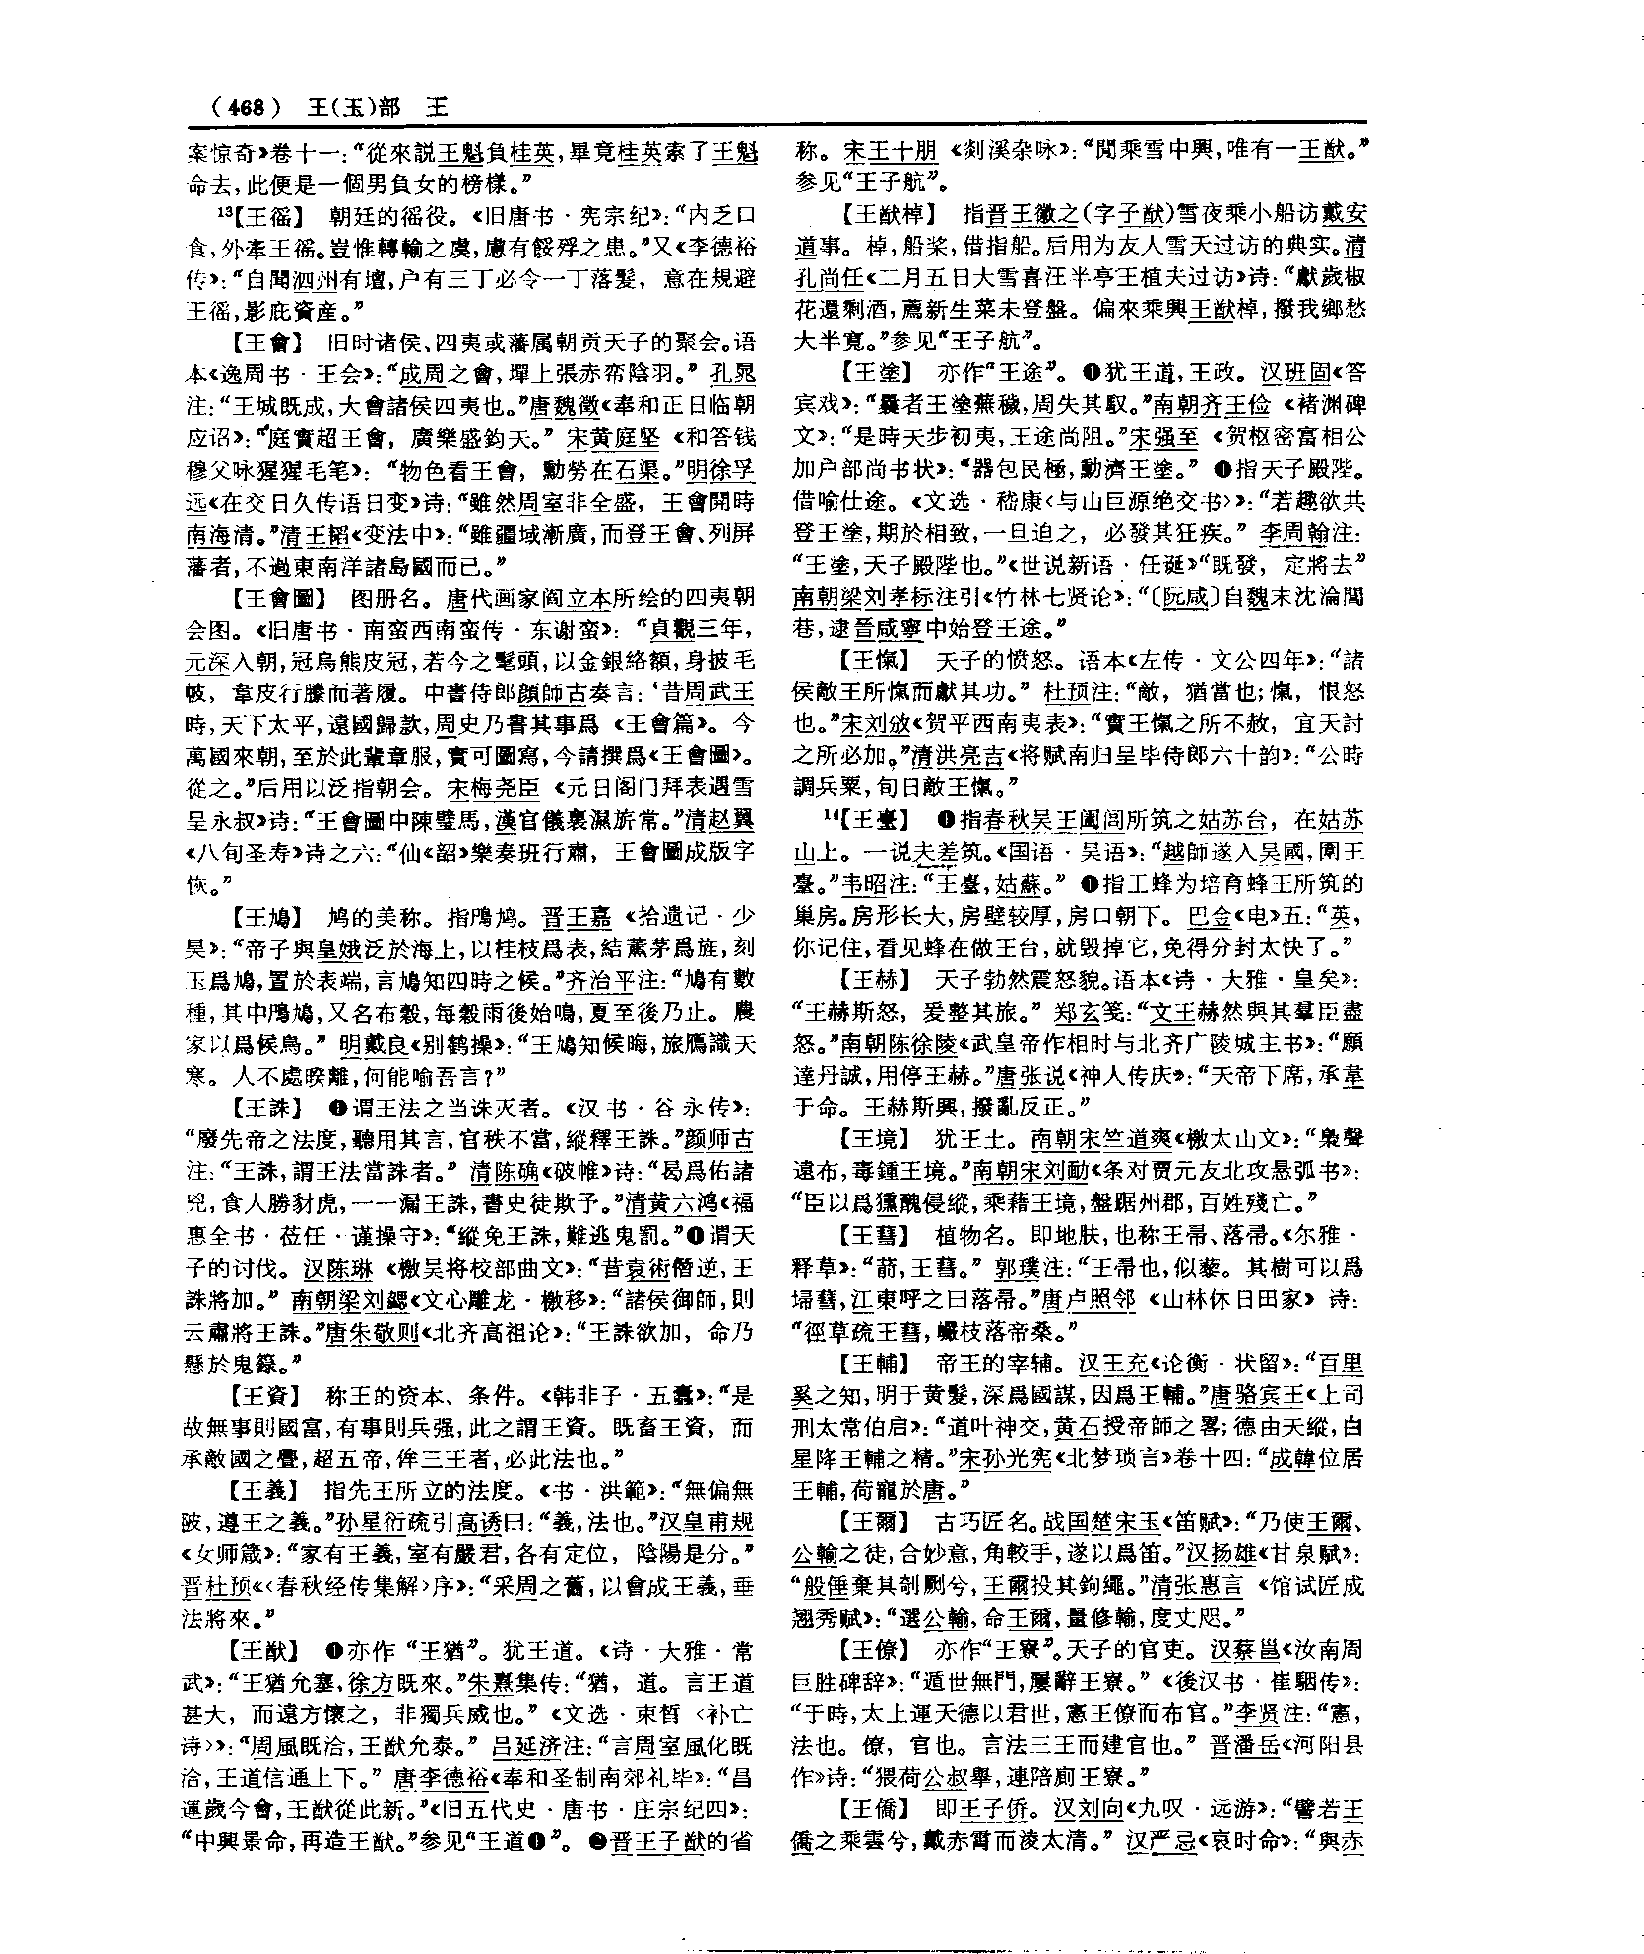 （468） 王(玉)部 王
案惊奇》卷十一：“從來説王魁負桂英，畢竟桂英索了王魁
命去，此便是一個男負女的榜樣。”
13【王徭】 朝廷的徭役。《旧唐书·宪宗纪》：“内乏口
食，外牽王徭。豈惟轉輸之虞，慮有餒殍之患。”又《李德裕
传》：“自聞泗州有壇，户有三丁必令一丁落髮，意在規避
王徭，影庇資産。”
【王會】 旧时诸侯、四夷或藩属朝贡天子的聚会。语
本《逸周书·王会》：“成周之會，墠上張赤帟陰羽。”孔晁
注：“王城既成，大會諸侯四夷也。”唐魏徵《奉和正日临朝
应诏》：“庭實超王會，廣樂盛鈞天。”宋黄庭坚《和答钱
穆父咏猩猩毛笔》：“物色看王會，勳勞在石渠。”明徐孚
远《在交日久传语日变》诗：“雖然周室非全盛，王會開時
南海清。”清王韬《变法中》：“雖疆域漸廣，而登王會、列屏
藩者，不過東南洋諸島國而已。”
【王會圖】 图册名。唐代画家阎立本所绘的四夷朝
会图。《旧唐书·南蛮西南蛮传·东谢蛮》：“貞觀三年，
元深入朝，冠烏熊皮冠，若今之髦頭，以金銀絡額，身披毛
帔，韋皮行縢而著履。中書侍郎顔師古奏言：‘昔周武王
時，天下太平，遠國歸款，周史乃書其事爲《王會篇》。今
萬國來朝，至於此輩章服，實可圖寫，今請撰爲《王會圖》。
從之。”后用以泛指朝会。宋梅尧臣《元日阁门拜表遇雪
呈永叔》诗：“王會圖中陳璧馬，漢官儀裏濕旂常。”清赵翼
《八旬圣寿》诗之六：“仙《韶》樂奏班行肅，王會圖成版字
恢。”
【王鳩】 鸠的美称。指鳲鸠。晋王嘉《拾遗记·少
昊》：“帝子與皇娥泛於海上，以桂枝爲表，結薰茅爲旌，刻
玉爲鳩，置於表端，言鳩知四時之候。”齐治平注：“鳩有數
種，其中鳲鳩，又名布穀，每穀雨後始鳴，夏至後乃止。農
家以爲候鳥。”明戴良《别鹤操》：“王鳩知候晦，旅鴈識天
寒。人不處暌離，何能喻吾言？”
【王誅】 ❶谓王法之当诛灭者。《汉书·谷永传》：
“廢先帝之法度，聽用其言，官秩不當，縱釋王誅。”颜师古
注：“王誅，謂王法當誅者。”清陈确《破帷》诗：“曷爲佑諸
兇，食人勝豺虎，一一漏王誅，書史徒欺予。”清黄六鸿《福
惠全书·莅任·谨操守》：“縱免王誅，難逃鬼罰。”❷谓天
子的讨伐。汉陈琳《檄吴将校部曲文》：“昔袁術僭逆，王
誅將加。”南朝梁刘勰《文心雕龙·檄移》：“諸侯御師，則
云肅將王誅。”唐朱敬则《北齐高祖论》：“王誅欲加，命乃
懸於鬼籙。”
【王資】 称王的资本、条件。《韩非子·五蠹》：“是
故無事則國富，有事則兵强，此之謂王資。既畜王資，而
承敵國之舋，超五帝，侔三王者，必此法也。”
【王義】 指先王所立的法度。《书·洪範》：“無偏無
陂，遵王之義。”孙星衍疏引高诱曰：“義，法也。”汉皇甫规
《女师箴》：“家有王義，室有嚴君，各有定位，陰陽是分。”
晋杜预《〈春秋经传集解〉序》：“采周之舊，以會成王義，垂
法將來。”
【王猷】 ❶亦作“王猶”。犹王道。《诗·大雅·常
武》：“王猶允塞，徐方既來。”朱熹集传：“猶，道。言王道
甚大，而遠方懷之，非獨兵威也。”《文选·束晳〈补亡
诗〉》：“周風既洽，王猷允泰。”吕延济注：“言周室風化既
洽，王道信通上下。”唐李德裕《奉和圣制南郊礼毕》：“昌
運歲今會，王猷從此新。”《旧五代史·唐书·庄宗纪四》：
“中興景命，再造王猷。”参见“王道❶”。❷晋王子猷的省
称。宋王十朋《剡溪杂咏》：“聞乘雪中興，唯有一王猷。”
参见“王子航”。
【王猷棹】 指晋王徽之(字子猷)雪夜乘小船访戴安
道事。棹，船桨，借指船。后用为友人雪天过访的典实。清
孔尚任《二月五日大雪喜汪半亭王植夫过访》诗：“獻歲椒
花還剩酒，薦新生菜未登盤。偏來乘興王猷棹，撥我鄉愁
大半寬。”参见“王子航”。
【王塗】 亦作“王途”。❶犹王道，王政。汉班固《答
宾戏》：“曩者王塗蕪穢，周失其馭。”南朝齐王俭《褚渊碑
文》：“是時天步初夷，王途尚阻。”宋强至《贺枢密富相公
加户部尚书状》：“器包民極，勳濟王塗。”❷指天子殿陛。
借喻仕途。《文选·嵇康〈与山巨源绝交书〉》：“若趣欲共
登王塗，期於相致，一旦迫之，必發其狂疾。”李周翰注：
“王塗，天子殿陛也。”《世说新语·任诞》“既發，定將去”
南朝梁刘孝标注引《竹林七贤论》：“〔阮咸〕自魏末沈淪閭
巷，逮晉咸寧中始登王途。”
【王愾】 天子的愤怒。语本《左传·文公四年》：“諸
侯敵王所愾而獻其功。”杜预注：“敵，猶當也；愾，恨怒
也。”宋刘攽《贺平西南夷表》：“實王愾之所不赦，宜天討
之所必加。”清洪亮吉《将赋南归呈毕侍郎六十韵》：“公時
調兵粟，旬日敵王愾。”
14【王臺】 ❶指春秋吴王阖闾所筑之姑苏台，在姑苏
山上。一说夫差筑。《国语·吴语》：“越師遂入吴國，圍王
臺。”韦昭注：“王臺，姑蘇。”❷指工蜂为培育蜂王所筑的
巢房。房形长大，房壁较厚，房口朝下。巴金《电》五：“英，
你记住，看见蜂在做王台，就毁掉它，免得分封太快了。”
【王赫】 天子勃然震怒貌。语本《诗·大雅·皇矣》：
“王赫斯怒，爰整其旅。”郑玄笺：“文王赫然與其羣臣盡
怒。”南朝陈徐陵《武皇帝作相时与北齐广陵城主书》：“願
達丹誠，用停王赫。”唐张说《神人传庆》：“天帝下席，承堇
于命。王赫斯興，撥亂反正。”
【王境】 犹王土。南朝宋竺道爽《檄太山文》：“梟聲
遠布，毒鍾王境。”南朝宋刘勔《条对贾元友北攻悬弧书》：
“臣以爲獯醜侵縱，乘藉王境，盤踞州郡，百姓殘亡。”
【王蔧】 植物名。即地肤，也称王帚、落帚。《尔雅·
释草》：“葥，王蔧。”郭璞注：“王帚也，似藜。其樹可以爲
埽蔧，江東呼之曰落帚。”唐卢照邻《山林休日田家》诗：
“徑草疏王蔧，巖枝落帝桑。”
【王輔】 帝王的宰辅。汉王充《论衡·状留》：“百里
奚之知，明于黄髮，深爲國謀，因爲王輔。”唐骆宾王《上司
刑太常伯启》：“道叶神交，黄石授帝師之畧；德由天縱，白
星降王輔之精。”宋孙光宪《北梦琐言》卷十四：“成韓位居
王輔，荷寵於唐。”
【王爾】 古巧匠名。战国楚宋玉《笛赋》：“乃使王爾、
公輸之徒，合妙意，角較手，遂以爲笛。”汉扬雄《甘泉赋》：
“般倕棄其剞劂兮，王爾投其鉤繩。”清张惠言《馆试匠成
翘秀赋》：“選公輸，命王爾，量修輪，度丈咫。”
【王僚】 亦作“王寮”。天子的官吏。汉蔡邕《汝南周
巨胜碑辞》：“遁世無門，屢辭王寮。”《後汉书·崔駰传》：
“于時，太上運天德以君世，憲王僚而布官。”李贤注：“憲，
法也。僚，官也。言法三王而建官也。”晋潘岳《河阳县
作》诗：“猥荷公叔舉，連陪廁王寮。”
【王僑】 即王子侨。汉刘向《九叹·远游》：“譬若王
僑之乘雲兮，戴赤霄而淩太清。”汉严忌《哀时命》：“與赤